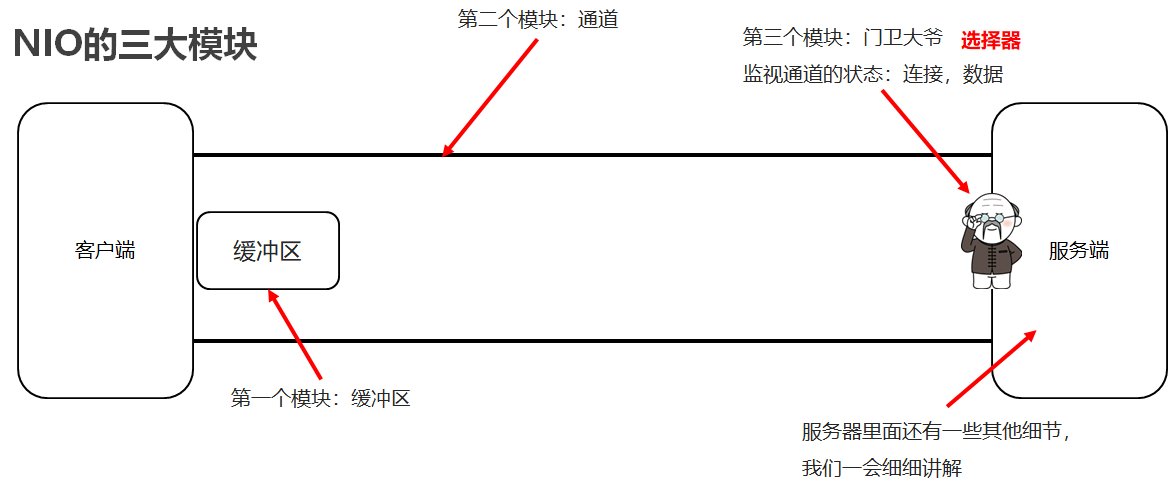 NIO的三大模块
第二个模块：通道
第三个模块：门卫大爷 选择器
监视通道的状态：连接，数据
客户端
缓冲区
服务端
第一个模块：缓冲区
服务器里面还有一些其他细节，
我们一会细细讲解